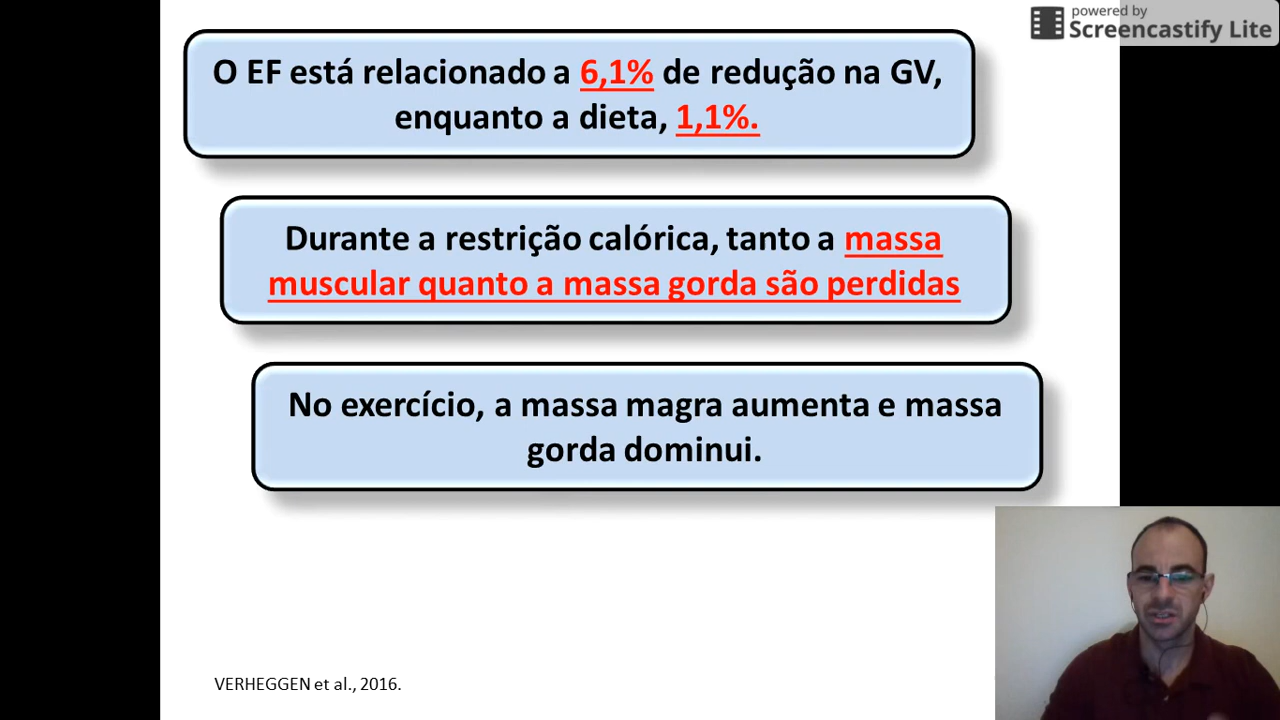 powered by
Screencastify Lite
O EF está relacionado a 6,1% de redução na GV,
enquanto a dieta, 1,1%.
Durante a restrição calórica, tanto a massa
muscular quanto a massa gorda são perdidas
No exercício, a massa magra aumenta e massa
gorda dominui.
VERHEGGEN et al., 2016.